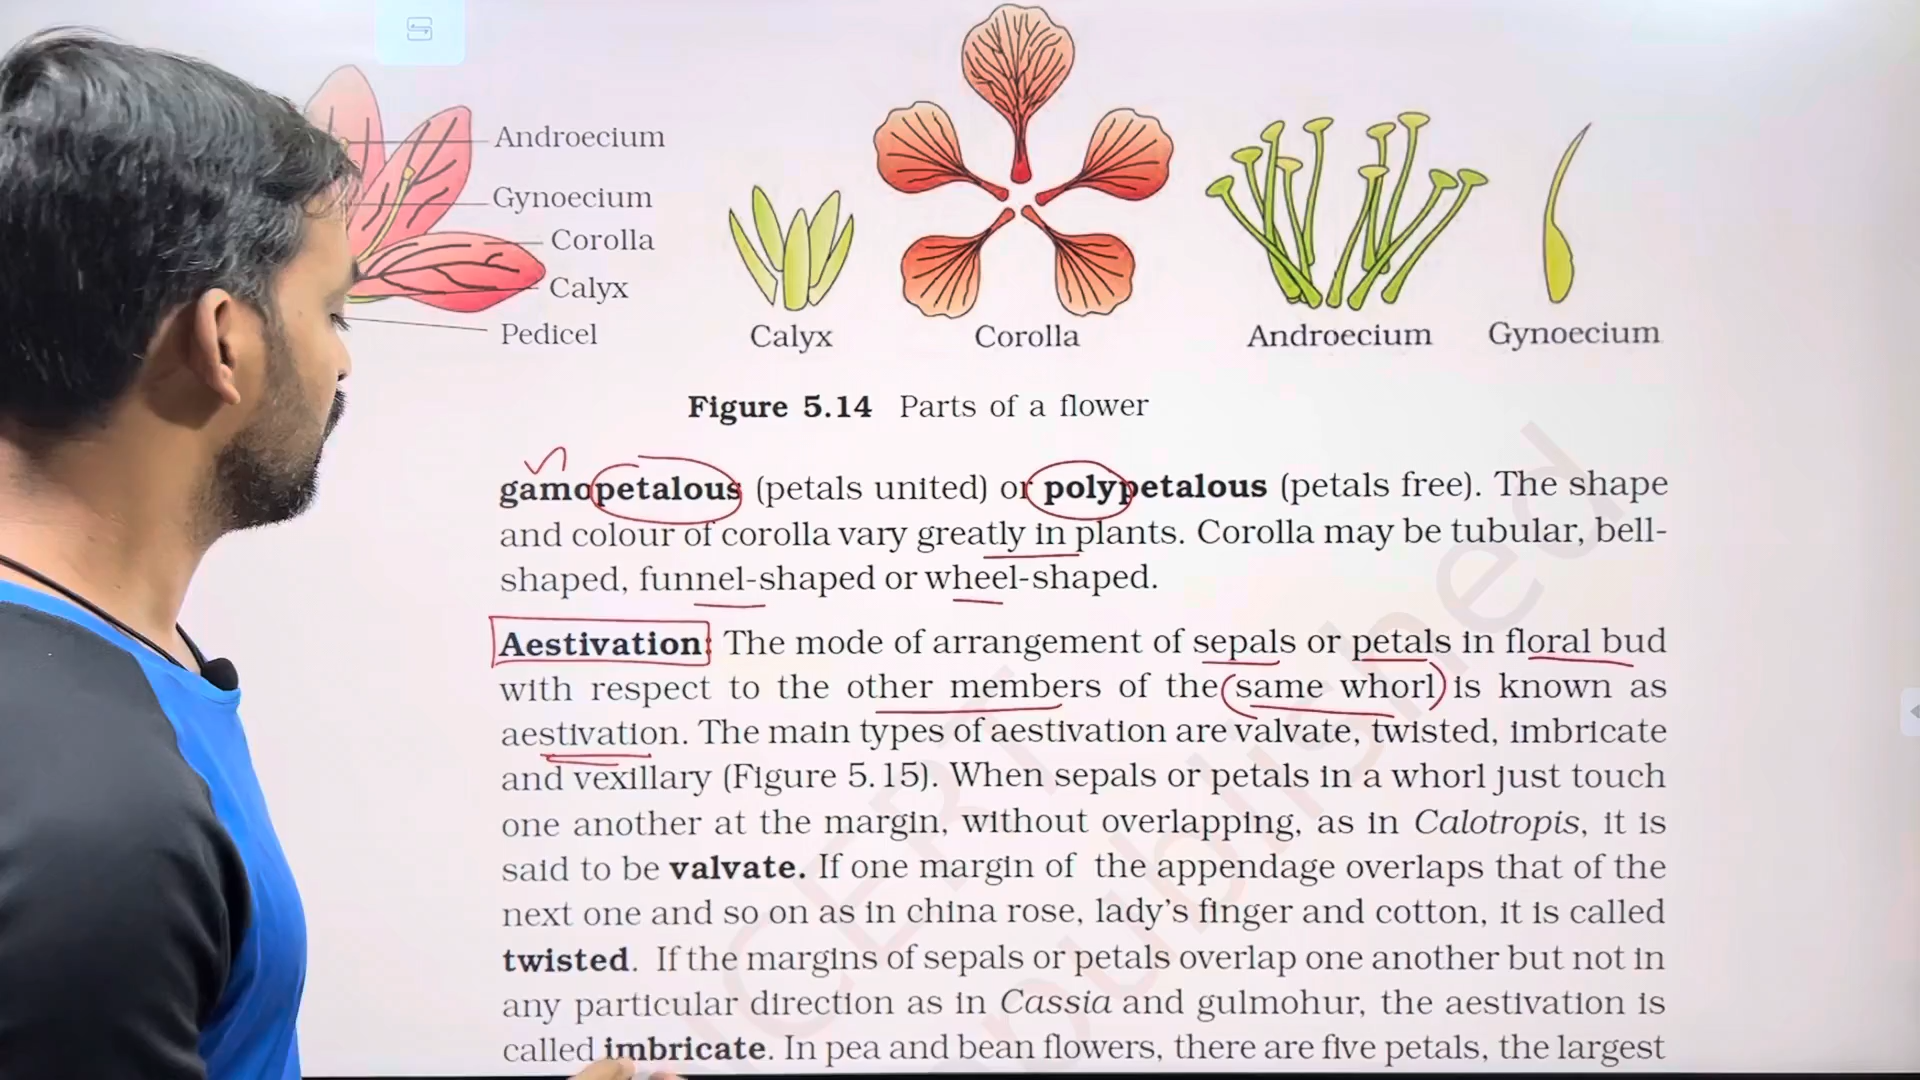 Androecium
Gynoecium
Corolla
Calyx
Pedicel
Calyx
Corolla
Androecium
Gynoecium
Figure 5.14 Parts of a flower
gamopetalous (petals united) or polypetalous (petals free). The shape
and colour of corolla vary greatly in plants. Corolla may be tubular, bell-
shaped, funnel-shaped or wheel-shaped.
Aestivation: The mode of arrangement of sepals or petals in floral bud
with respect to the other members of the same whorl is known as
aestivation. The main types of aestivation are valvate, twisted, imbricate
and vexillary (Figure 5.15). When sepals or petals in a whorl just touch
one another at the margin, without overlapping, as in Calotropis, it is
said to be valvate. If one margin of the appendage overlaps that of the
next one and so on as in china rose, lady's finger and cotton, it is called
twisted. If the margins of sepals or petals overlap one another but not in
any particular direction as in Cassia and gulmohur, the aestivation is
called imbricate. In pea and bean flowers, there are five petals, the largest
NCERT
published